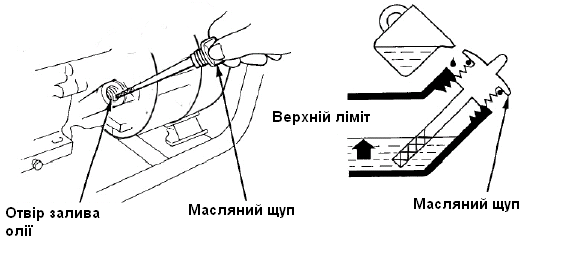 Верхній ліміт
Отвір залива
олії
Масляний щуп
Масляний щуп